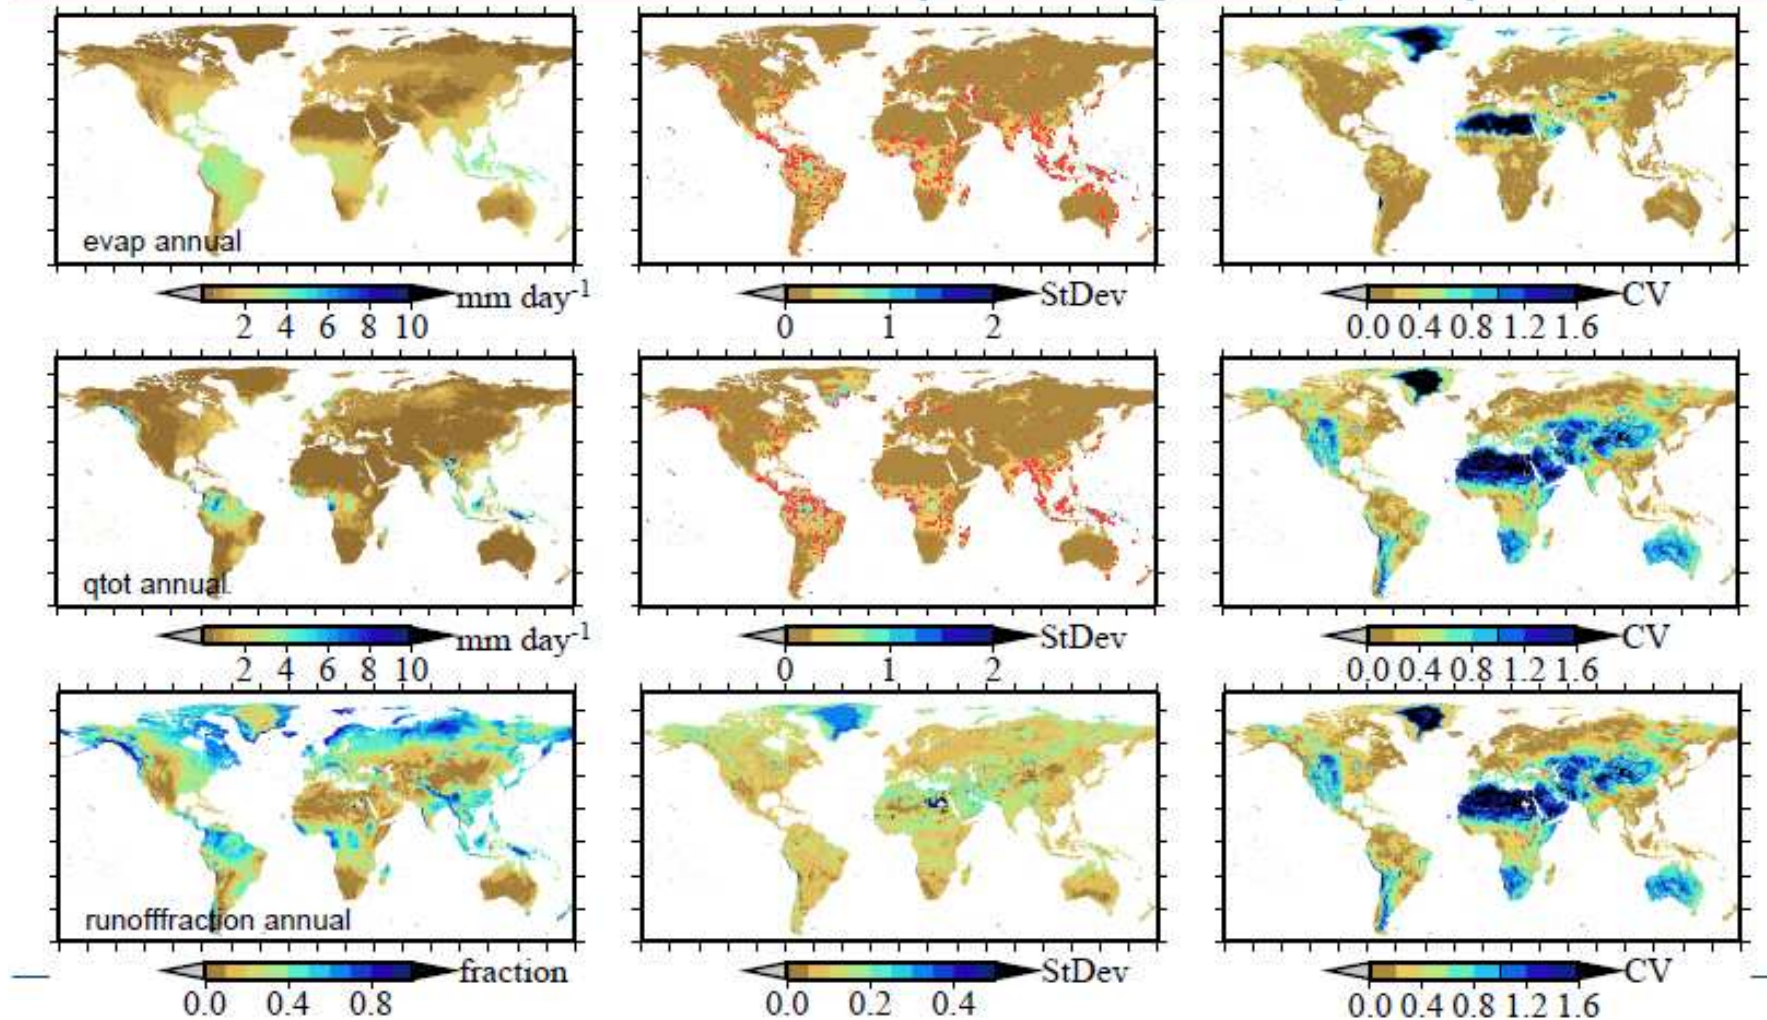 evap annual
mm day-1
2 4 6 8 10
StDev
0 1 2
CV
0.0 0.4 0.8 1.2 1.6
qtot annual
mm day-1
2 4 6 8 10
StDev
0 1 2
CV
0.0 0.4 0.8 1.2 1.6
runofffraction annual
fraction
0.0 0.4 0.8
StDev
0.0 0.2 0.4
CV
0.0 0.4 0.8 1.2 1.6